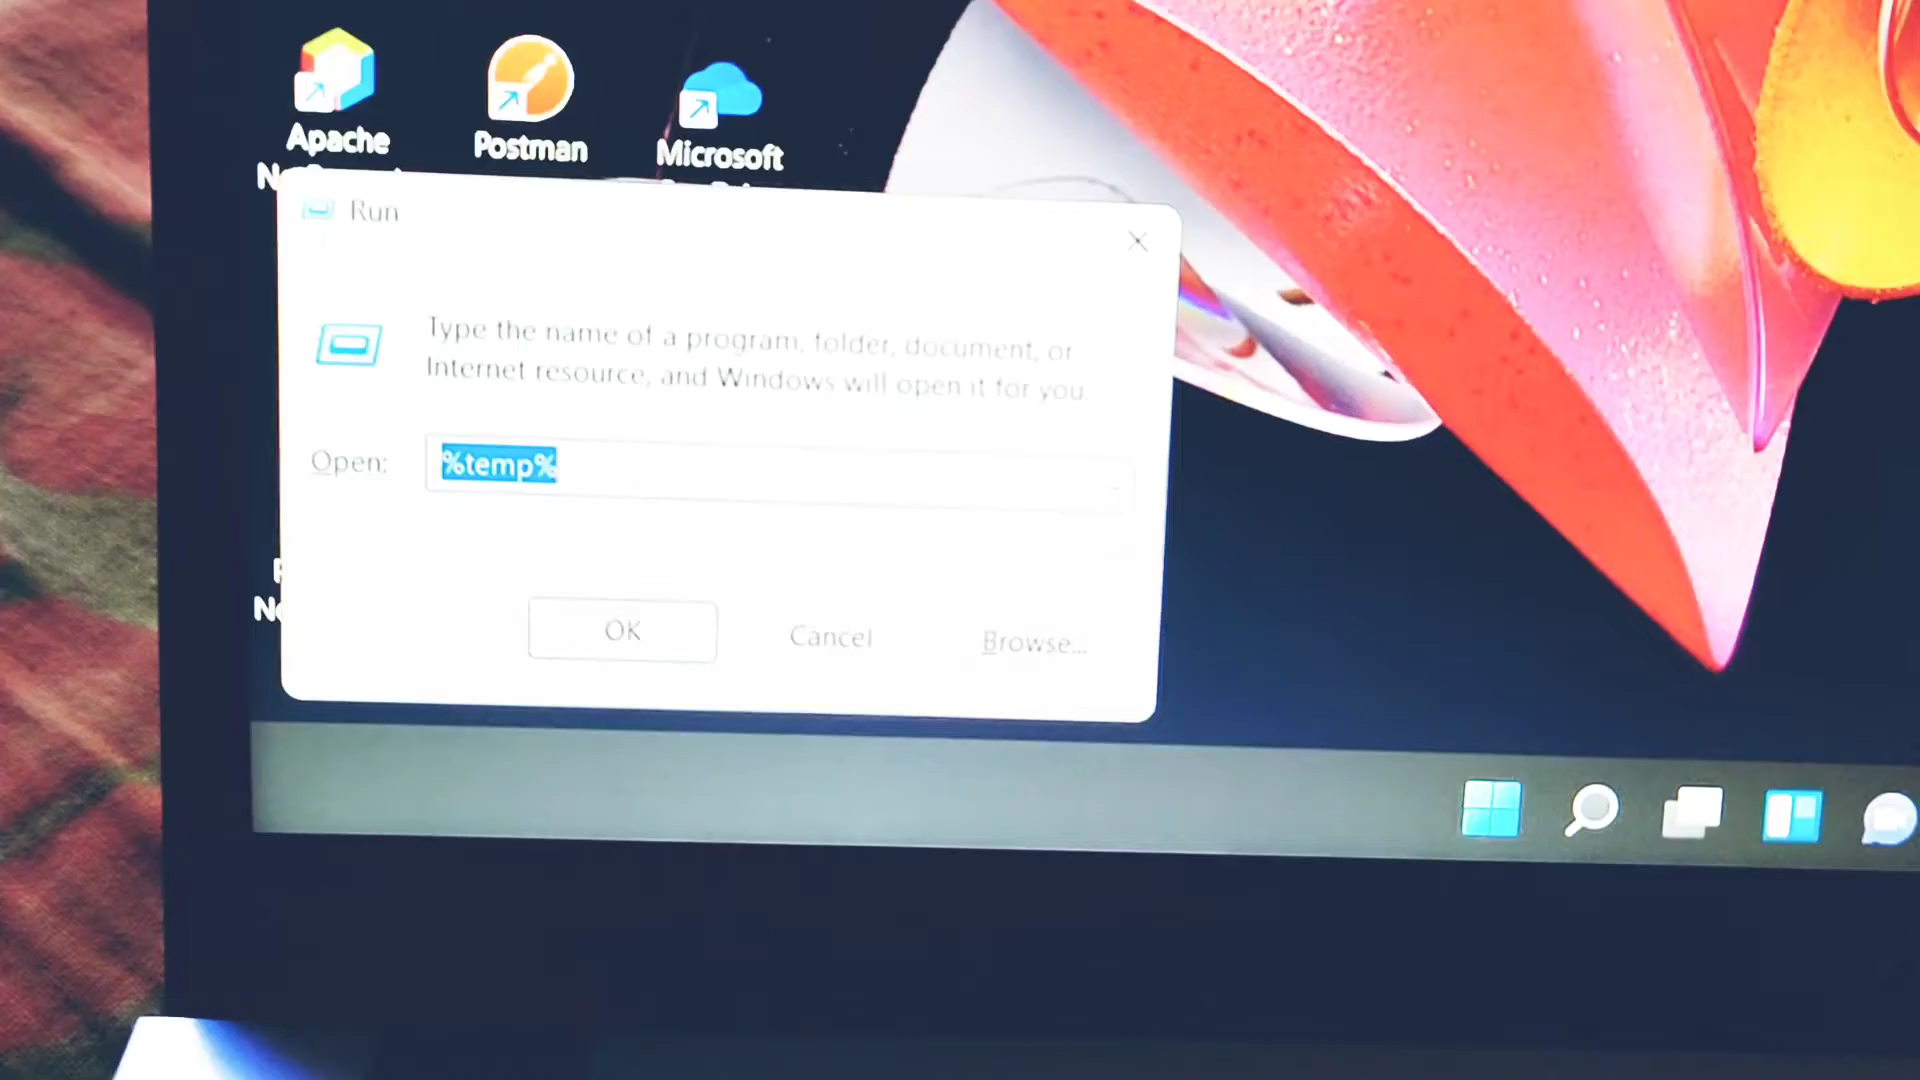 Apache
Postman
Microsoft
Run
Type the name of a program, folder, document, or
Internet resource, and Windows will open it for you.
Open:
%temp%
OK
Cancel
Browse...